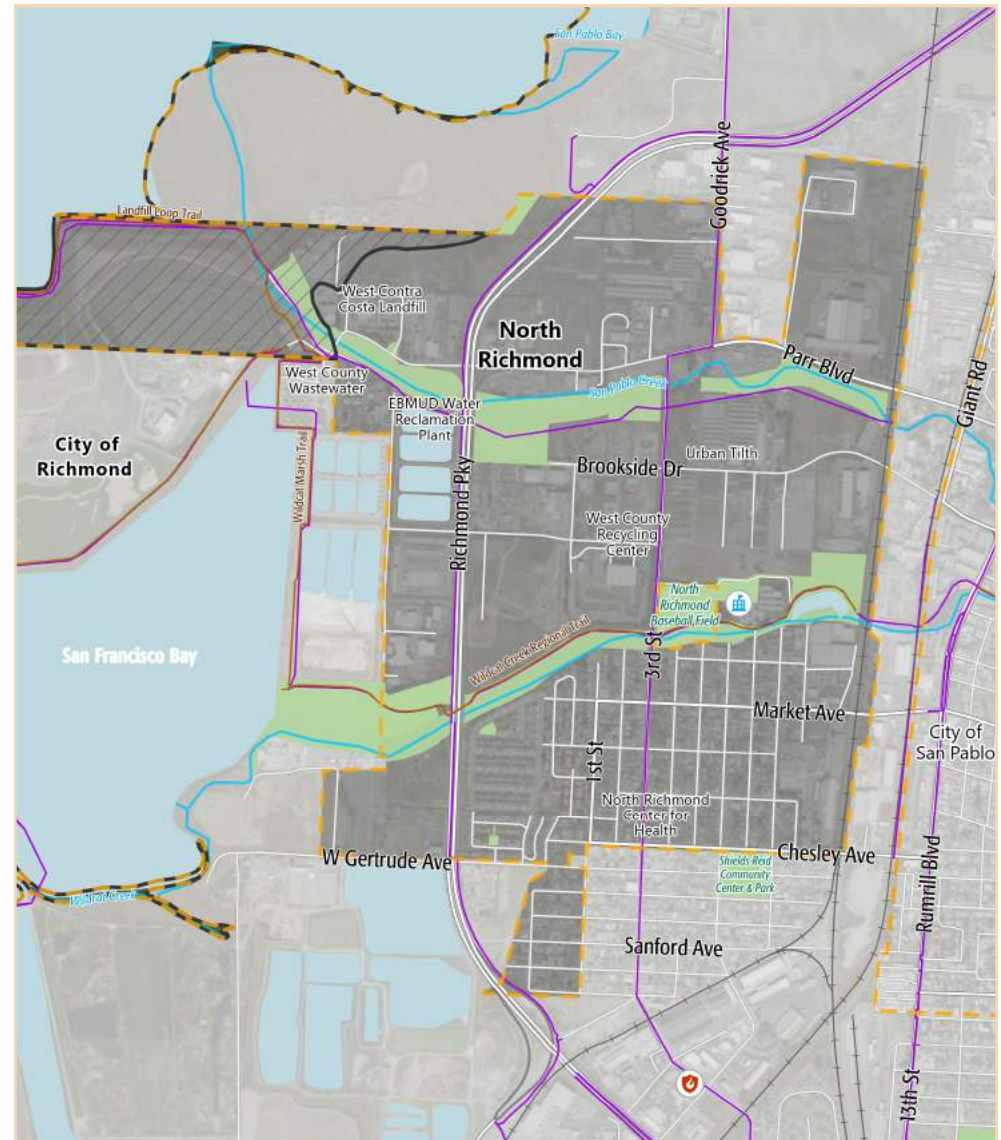 San Pablo Bay
Goodrick Ave
Landfill Loop Trail
West Contra
Costa Landfill
North
Richmond
Parr Blvd
Giant Rd
West County
Wastewater
San Pablo Creek
EBMUD Water
Reclamation
Plant
City of
Richmond
Wildcat Marsh Trail
Richmond Pky
Brookside Dr
Urban Tilth
West County
Recycling
Center
North
Richmond
Baseball Field
Wildcat Creek Regional Trail
3rd St
San Francisco Bay
Market Ave
City of
San Pablo
1st St
North Richmond
Center for
Health
W Gertrude Ave
Chesley Ave
Shields-Reid
Community
Center & Park
Rumrill Blvd
Wildcat Creek
Sanford Ave
13th St